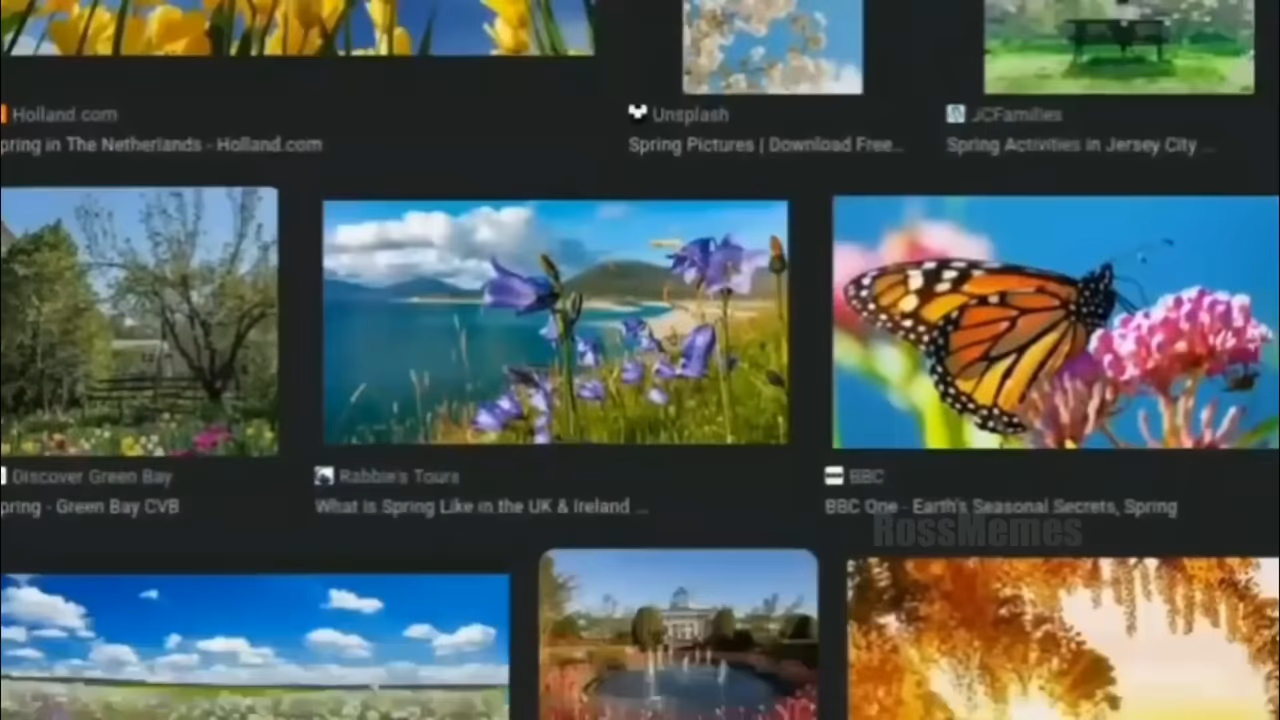 Holland.com
Unsplash
JCFamilies
pring in The Netherlands - Holland.com
Spring Pictures | Download Free...
Spring Activities in Jersey City ...
Discover Green Bay
Rabbie's Tours
BBC
pring - Green Bay CVB
What is Spring Like in the UK & Ireland ...
BBC One - Earth's Seasonal Secrets, Spring
RossMemes